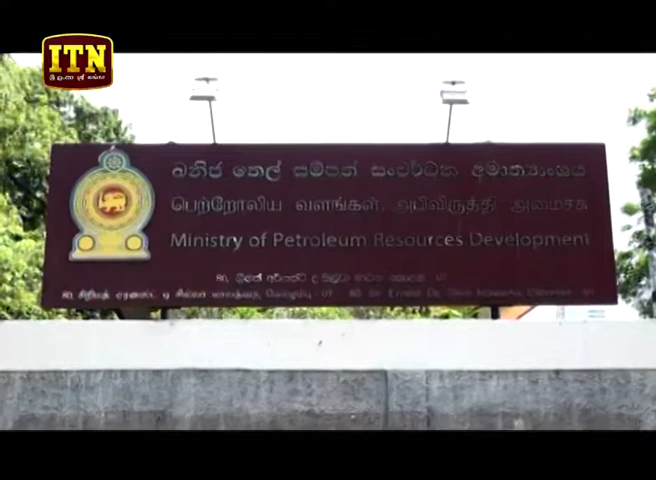 ITN
ඛනිජ තෙල් සම්පත් සංවර්ධන අමාත්‍යාංශය
பெற்றோலிய வளங்கள் அபிவிருத்தி அமைச்சு
Ministry of Petroleum Resources Development